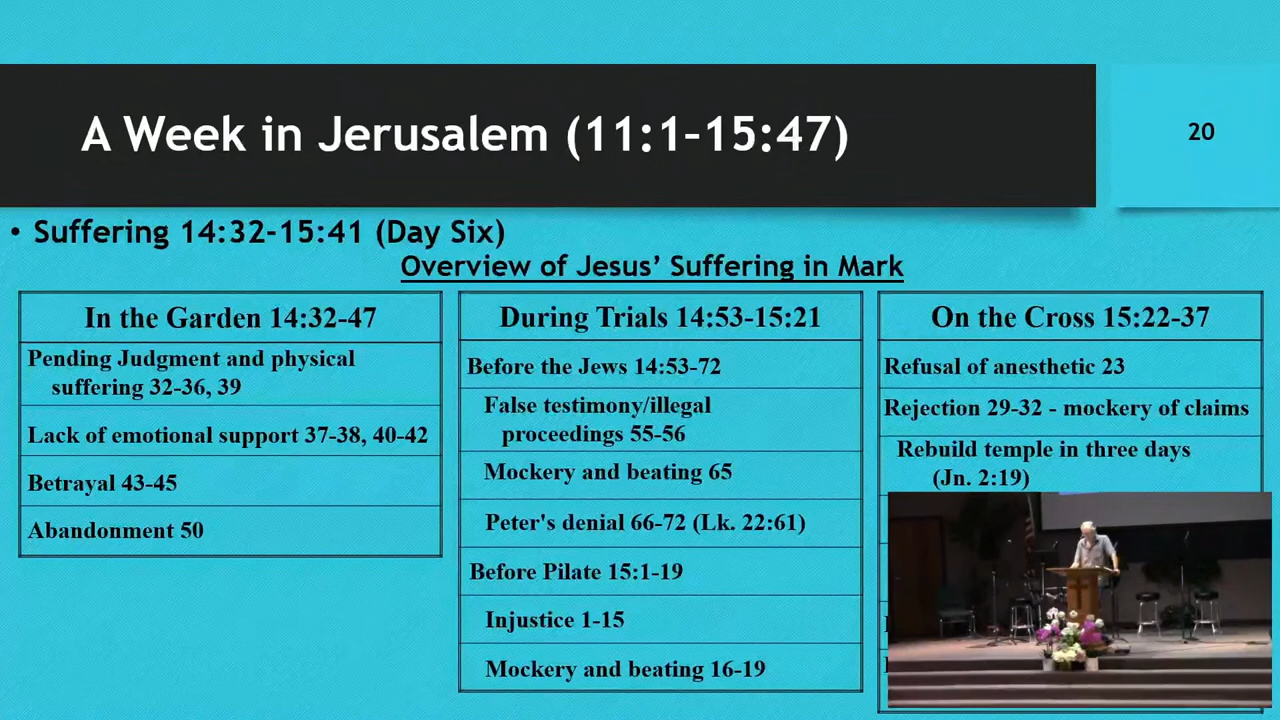 A Week in Jerusalem (11:1-15:47)
20
• Suffering 14:32-15:41 (Day Six)
Overview of Jesus’ Suffering in Mark
In the Garden 14:32-47
Pending Judgment and physical
suffering 32-36, 39
Lack of emotional support 37-38, 40-42
Betrayal 43-45
Abandonment 50
During Trials 14:53-15:21
Before the Jews 14:53-72
False testimony/illegal
proceedings 55-56
Mockery and beating 65
Peter's denial 66-72 (Lk. 22:61)
Before Pilate 15:1-19
Injustice 1-15
Mockery and beating 16-19
On the Cross 15:22-37
Refusal of anesthetic 23
Rejection 29-32 - mockery of claims
Rebuild temple in three days
(Jn. 2:19)